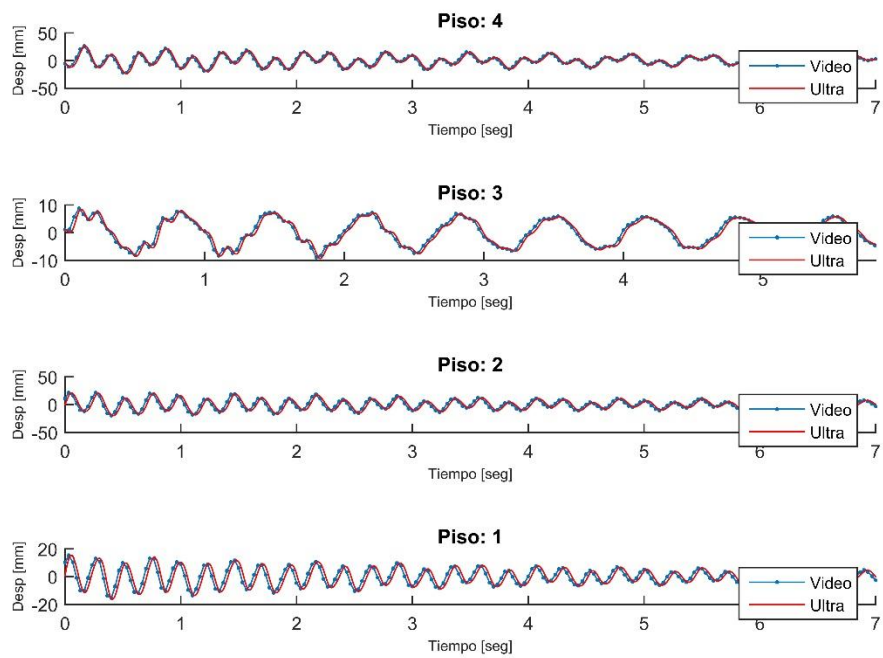 Piso: 4
50
0
-50
Desp [mm]
0 1 2 3 4 5 6 7
Tiempo [seg]
Video
Ultra
Piso: 3
10
0
-10
Desp [mm]
0 1 2 3 4 5
Tiempo [seg]
Video
Ultra
Piso: 2
50
0
-50
Desp [mm]
0 1 2 3 4 5 6 7
Tiempo [seg]
Video
Ultra
Piso: 1
20
0
-20
Desp [mm]
0 1 2 3 4 5 6 7
Tiempo [seg]
Video
Ultra